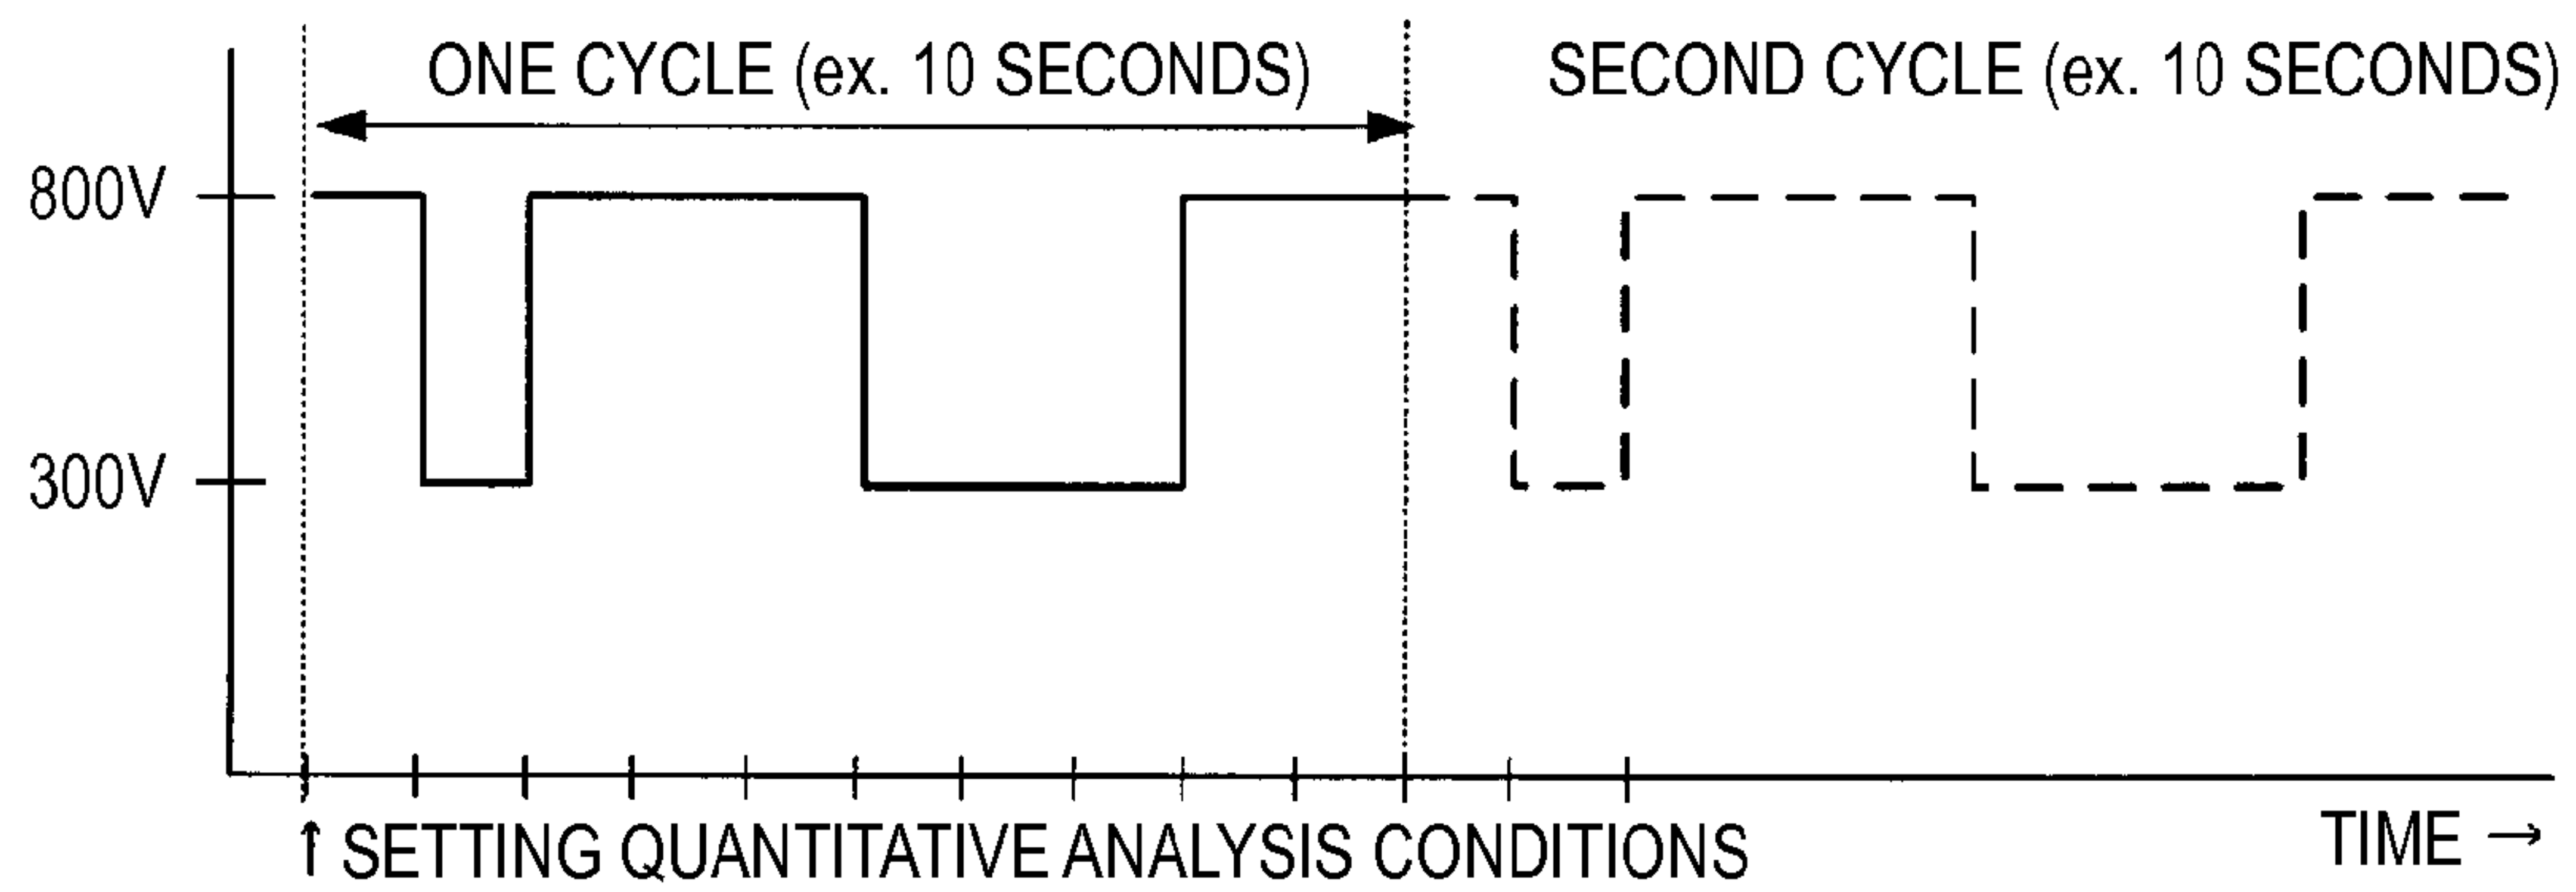 ONE CYCLE (ex. 10 SECONDS)
SECOND CYCLE (ex. 10 SECONDS)
800V
300V
↑ SETTING QUANTITATIVE ANALYSIS CONDITIONS
TIME →